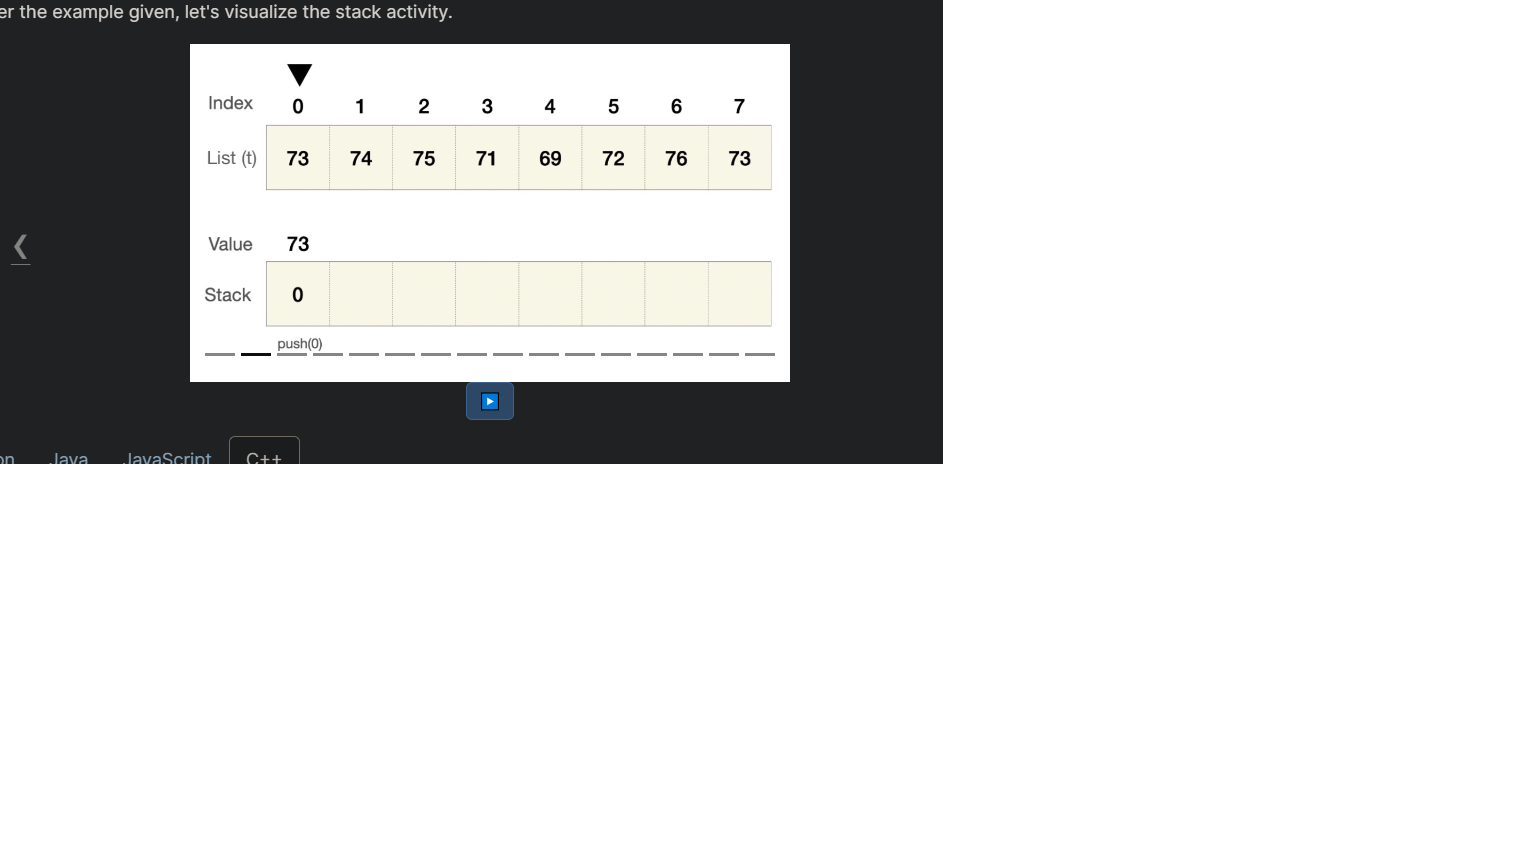 er the example given, let's visualize the stack activity.
Index 0 1 2 3 4 5 6 7
List (t) 73 74 75 71 69 72 76 73
Value 73
Stack 0
push(0)
on Java JavaScript C++